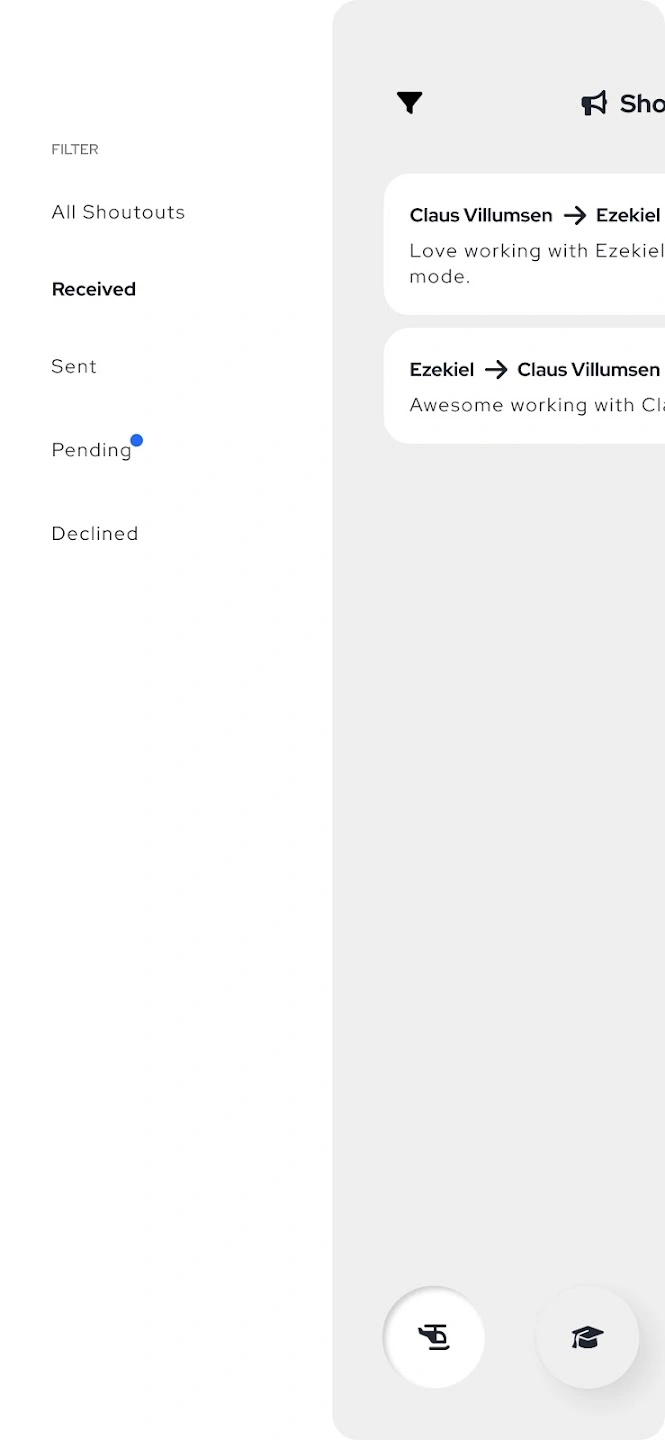 FILTER
All Shoutouts
Received
Sent
Pending
Declined
Sho
Claus Villumsen → Ezekiel
Love working with Ezekiel
mode.
Ezekiel → Claus Villumsen
Awesome working with Cla